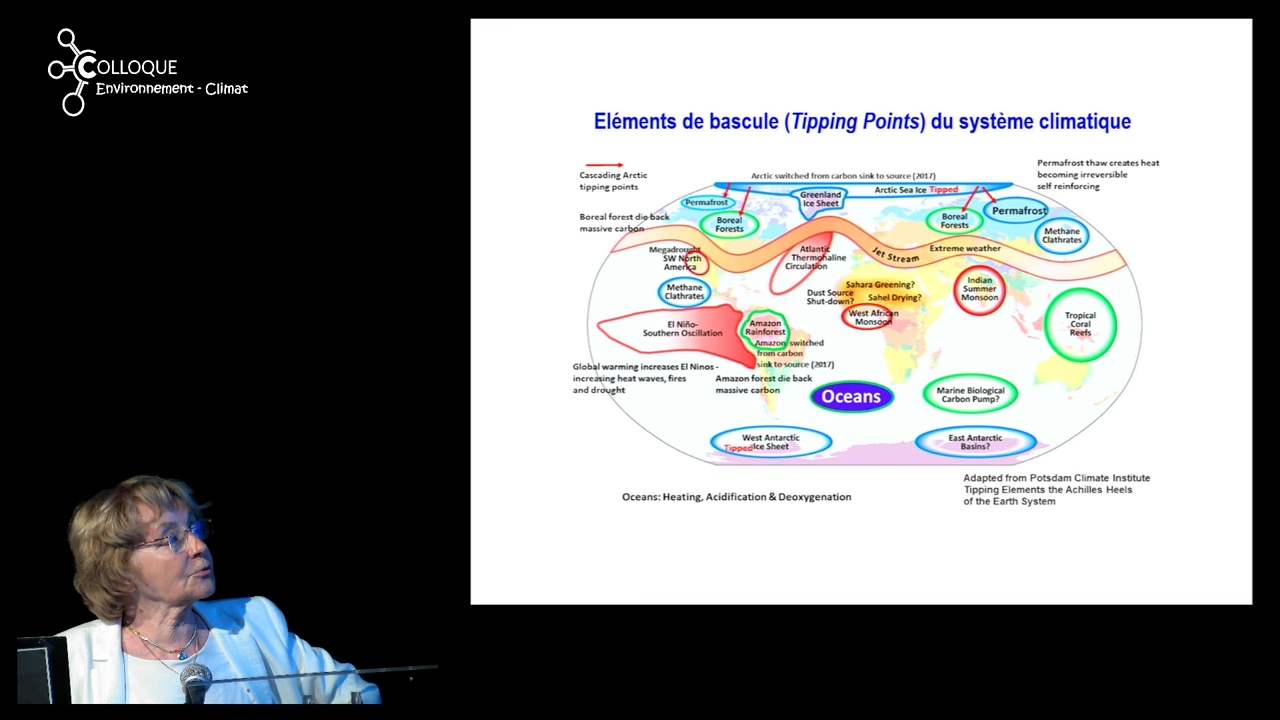 COLLOQUE
Environnement - Climat
Eléments de bascule (Tipping Points) du système climatique
Cascading Arctic
tipping points
Arctic switched from carbon sink to source (2017)
Permafrost thaw creates heat
becoming irreversible
self reinforcing
Arctic Sea Ice Tipped
Greenland
Ice Sheet
Permafrost
Boreal forest die back
massive carbon
Boreal
Forests
Boreal
Forests
Permafrost
Methane
Clathrates
Megadrought
SW North
America
Atlantic
Thermohaline
Circulation
Jet Stream
Extreme weather
Methane
Clathrates
Dust Source
Shut-down?
Sahara Greening?
Sahel Drying?
West African
Monsoon
Indian
Summer
Monsoon
Tropical
Coral
Reefs
El Niño-
Southern Oscillation
Amazon
Rainforest
Amazon switched
from carbon
sink to source (2017)
Global warming increases El Ninos -
increasing heat waves, fires
and drought
Amazon forest die back
massive carbon
Oceans
Marine Biological
Carbon Pump?
West Antarctic
Tipped Ice Sheet
East Antarctic
Basins?
Oceans: Heating, Acidification & Deoxygenation
Adapted from Potsdam Climate Institute
Tipping Elements the Achilles Heels
of the Earth System